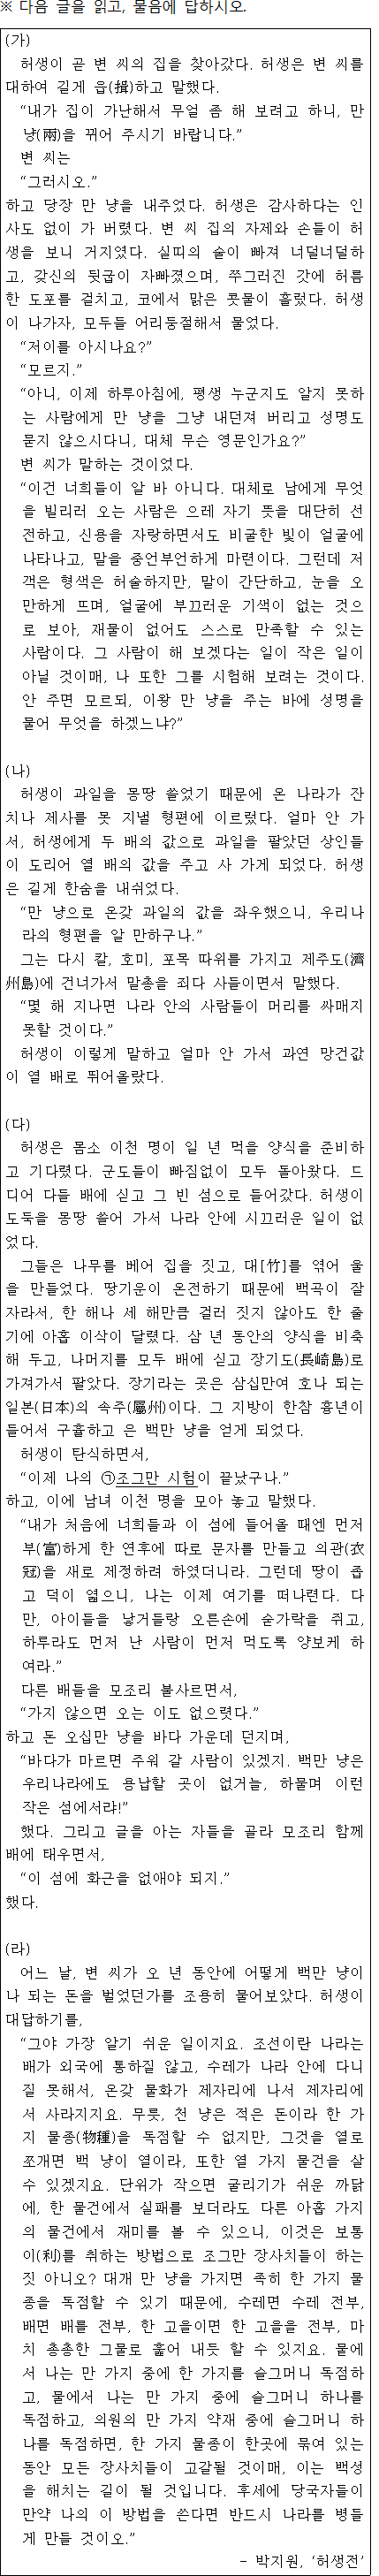 ※ 다음 글을 읽고, 물음에 답하시오.
(가)
허생이 곧 변 씨의 집을 찾아갔다. 허생은 변 씨를
대하여 길게 읍(揖)하고 말했다.
“내가 집이 가난해서 무얼 좀 해 보려고 하니, 만
냥(兩)을 뀌어 주시기 바랍니다.”
변 씨는
“그러시오.”
하고 당장 만 냥을 내주었다. 허생은 감사하다는 인
사도 없이 가 버렸다. 변 씨 집의 자제와 손들이 허
생을 보니 거지였다. 실띠의 술이 빠져 너덜너덜하
고, 갖신의 뒷굽이 자빠졌으며, 쭈그러진 갓에 허름
한 도포를 걸치고, 코에서 맑은 콧물이 흘렀다. 허생
이 나가자, 모두들 어리둥절해서 물었다.
“저이를 아시나요?”
“모르지.”
“아니, 이제 하루아침에, 평생 누군지도 알지 못하
는 사람에게 만 냥을 그냥 내던져 버리고 성명도
묻지 않으시다니, 대체 무슨 영문인가요?”
변 씨가 말하는 것이었다.
“이건 너희들이 알 바 아니다. 대체로 남에게 무엇
을 빌리러 오는 사람은 으레 자기 뜻을 대단히 선
전하고, 신용을 자랑하면서도 비굴한 빛이 얼굴에
나타나고, 말을 중언부언하게 마련이다. 그런데 저
객은 형색은 허술하지만, 말이 간단하고, 눈을 오
만하게 뜨며, 얼굴에 부끄러운 기색이 없는 것으
로 보아, 재물이 없어도 스스로 만족할 수 있는
사람이다. 그 사람이 해 보겠다는 일이 작은 일이
아닐 것이매, 나 또한 그를 시험해 보려는 것이다.
안 주면 모르되, 이왕 만 냥을 주는 바에 성명을
물어 무엇을 하겠느냐?”
(나)
허생이 과일을 몽땅 쓸었기 때문에 온 나라가 잔
치나 제사를 못 지낼 형편에 이르렀다. 얼마 안 가
서, 허생에게 두 배의 값으로 과일을 팔았던 상인들
이 도리어 열 배의 값을 주고 사 가게 되었다. 허생
은 길게 한숨을 내쉬었다.
“만 냥으로 온갖 과일의 값을 좌우했으니, 우리나
라의 형편을 알 만하구나.”
그는 다시 칼, 호미, 포목 따위를 가지고 제주도(濟
州島)에 건너가서 말총을 죄다 사들이면서 말했다.
“몇 해 지나면 나라 안의 사람들이 머리를 싸매지
못할 것이다.”
허생이 이렇게 말하고 얼마 안 가서 과연 망건값
이 열 배로 뛰어올랐다.
(다)
허생은 몸소 이천 명이 일 년 먹을 양식을 준비하
고 기다렸다. 군도들이 빠짐없이 모두 돌아왔다. 드
디어 다들 배에 싣고 그 빈 섬으로 들어갔다. 허생이
도둑을 몽땅 쓸어 가서 나라 안에 시끄러운 일이 없
었다.
그들은 나무를 베어 집을 짓고, 대[竹]를 엮어 울
을 만들었다. 땅기운이 온전하기 때문에 백곡이 잘
자라서, 한 해나 세 해만큼 걸러 짓지 않아도 한 줄
기에 아홉 이삭이 달렸다. 삼 년 동안의 양식을 비축
해 두고, 나머지를 모두 배에 싣고 장기도(長崎島)로
가져가서 팔았다. 장기라는 곳은 삼십만여 호나 되는
일본(日本)의 속주(屬州)이다. 그 지방이 한참 흉년이
들어서 구휼하고 은 백만 냥을 얻게 되었다.
허생이 탄식하면서,
“이제 나의 ㉠조그만 시험이 끝났구나.”
하고, 이에 남녀 이천 명을 모아 놓고 말했다.
“내가 처음에 너희들과 이 섬에 들어올 때엔 먼저
부(富)하게 한 연후에 따로 문자를 만들고 의관(衣
冠)을 새로 제정하려 하였더니라. 그런데 땅이 좁
고 덕이 엷으니, 나는 이제 여기를 떠나련다. 다
만, 아이들을 낳거들랑 오른손에 숟가락을 쥐고,
하루라도 먼저 난 사람이 먼저 먹도록 양보케 하
여라.”
다른 배들을 모조리 불사르면서,
“가지 않으면 오는 이도 없으렷다.”
하고 돈 오십만 냥을 바다 가운데 던지며,
“바다가 마르면 주워 갈 사람이 있겠지. 백만 냥은
우리나라에도 용납할 곳이 없거늘, 하물며 이런
작은 섬에서랴!”
했다. 그리고 글을 아는 자들을 골라 모조리 함께
배에 태우면서,
“이 섬에 화근을 없애야 되지.”
했다.
(라)
어느 날, 변 씨가 오 년 동안에 어떻게 백만 냥이
나 되는 돈을 벌었던가를 조용히 물어보았다. 허생이
대답하기를,
“그야 가장 알기 쉬운 일이지요. 조선이란 나라는
배가 외국에 통하질 않고, 수레가 나라 안에 다니
질 못해서, 온갖 물화가 제자리에 나서 제자리에
서 사라지지요. 무릇, 천 냥은 적은 돈이라 한 가
지 물종(物種)을 독점할 수 없지만, 그것을 열로
쪼개면 백 냥이 열이라, 또한 열 가지 물건을 살
수 있겠지요. 단위가 작으면 굴리기가 쉬운 까닭
에, 한 물건에서 실패를 보더라도 다른 아홉 가지
의 물건에서 재미를 볼 수 있으니, 이것은 보통
이(利)를 취하는 방법으로 조그만 장사치들이 하는
짓 아니오? 대개 만 냥을 가지면 족히 한 가지 물
종을 독점할 수 있기 때문에, 수레면 수레 전부,
배면 배를 전부, 한 고을이면 한 고을을 전부, 마
치 총총한 그물로 훑어 내듯 할 수 있지요. 뭍에
서 나는 만 가지 중에 한 가지를 슬그머니 독점하
고, 물에서 나는 만 가지 중에 슬그머니 하나를
독점하고, 의원의 만 가지 약재 중에 슬그머니 하
나를 독점하면, 한 가지 물종이 한곳에 묶여 있는
동안 모든 장사치들이 고갈될 것이매, 이는 백성
을 해치는 길이 될 것입니다. 후세에 당국자들이
만약 나의 이 방법을 쓴다면 반드시 나라를 병들
게 만들 것이오.”
- 박지원, ‘허생전’